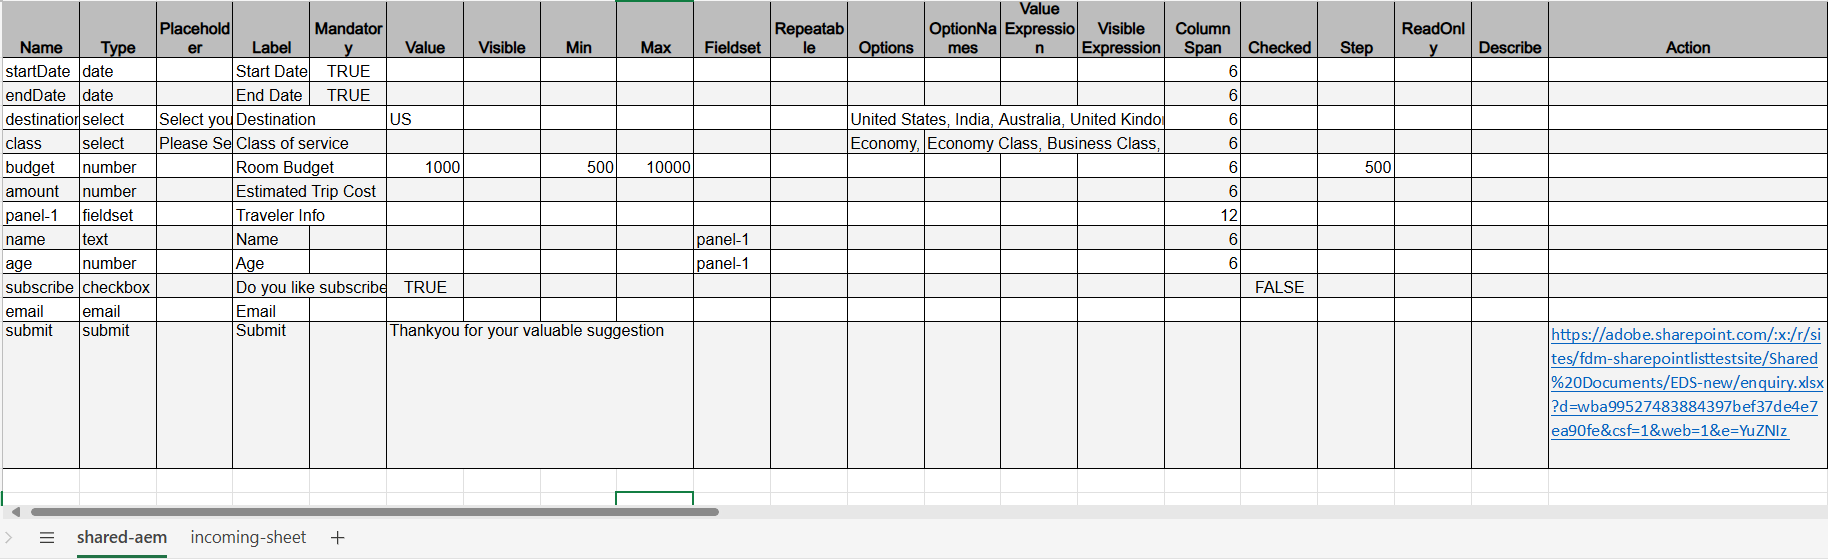 Name Type Placeholder Label Mandatory Value Visible Min Max Fieldset Repeatable Options OptionNames Value Expression Visible Expression Column Span Checked Step ReadOnly Describe Action
startDate date Start Date TRUE 6
endDate date End Date TRUE 6
destination select Select you Destination US United States, India, Australia, United Kindo 6
class select Please Se Class of service Economy, Economy Class, Business Class, 6
budget number Room Budget 1000 500 10000 6 500
amount number Estimated Trip Cost 6
panel-1 fieldset Traveler Info 12
name text Name panel-1 6
age number Age panel-1 6
subscribe checkbox Do you like subscribe TRUE FALSE
email email Email
submit submit Submit Thankyou for your valuable suggestion
https://adobe.sharepoint.com/:x:/r/si
tes/fdm-sharepointlisttestsite/Shared
%20Documents/EDS-new/enquiry.xlsx
?d=wba99527483884397bef37de4e7
ea90fe&csf=1&web=1&e=YuZNIz
shared-aem incoming-sheet